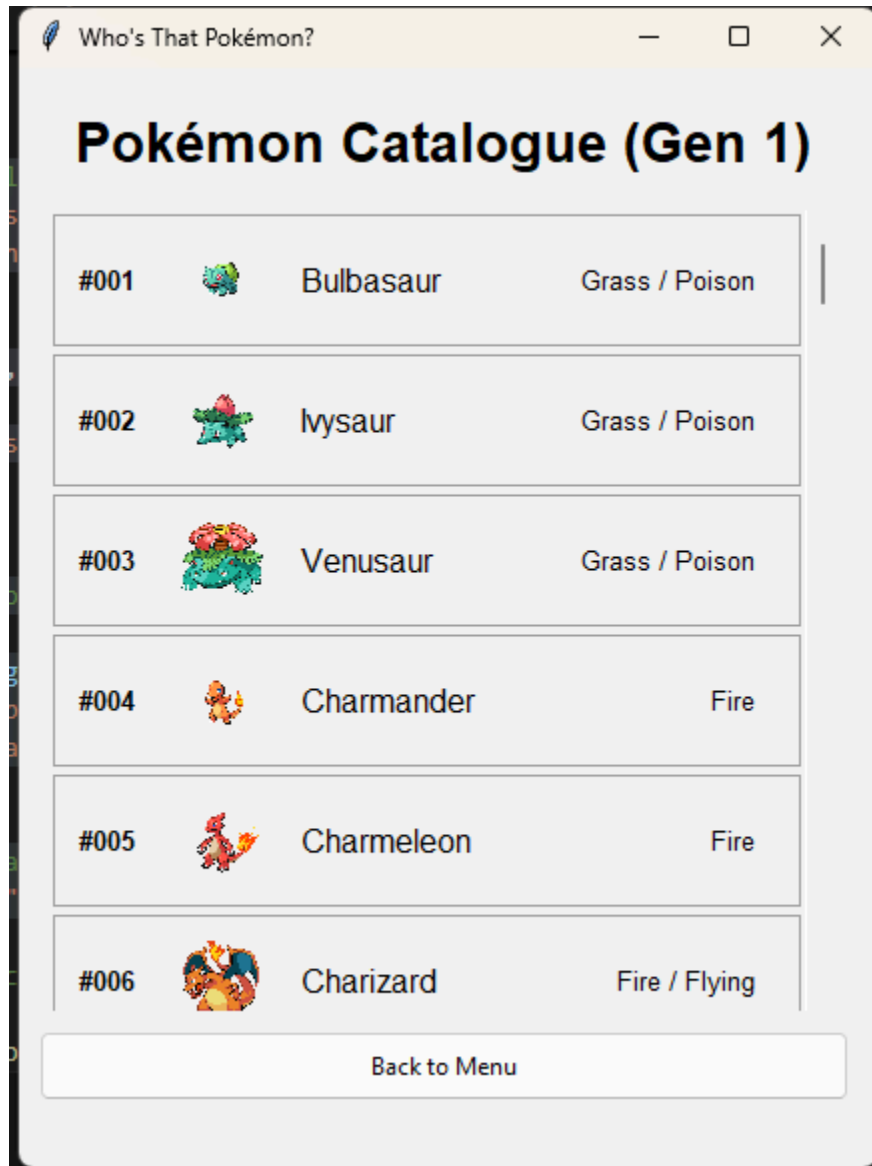 Who's That Pokémon?
Pokémon Catalogue (Gen 1)
#001 Bulbasaur Grass / Poison
#002 Ivysaur Grass / Poison
#003 Venusaur Grass / Poison
#004 Charmander Fire
#005 Charmeleon Fire
#006 Charizard Fire / Flying
Back to Menu